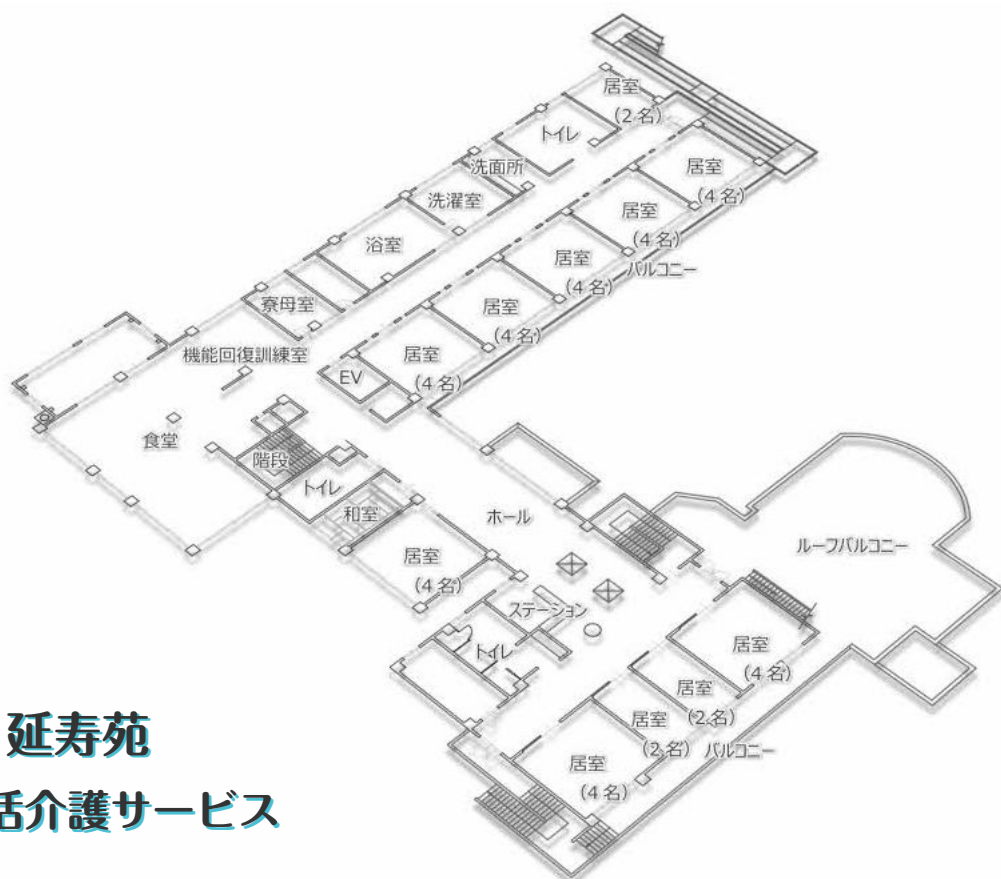 居室
(2名)
トイレ
居室
(4名)
洗面所
洗濯室
居室
(4名)
浴室
居室
(4名)
バルコニー
寮母室
居室
(4名)
機能回復訓練室
居室
(4名)
EV
食堂
階段
トイレ
和室
ホール
ルーフバルコニー
居室
(4名)
ステーション
トイレ
居室
(4名)
居室
(2名)
居室
(2名)
バルコニー
居室
(4名)
延寿苑
活介護サービス